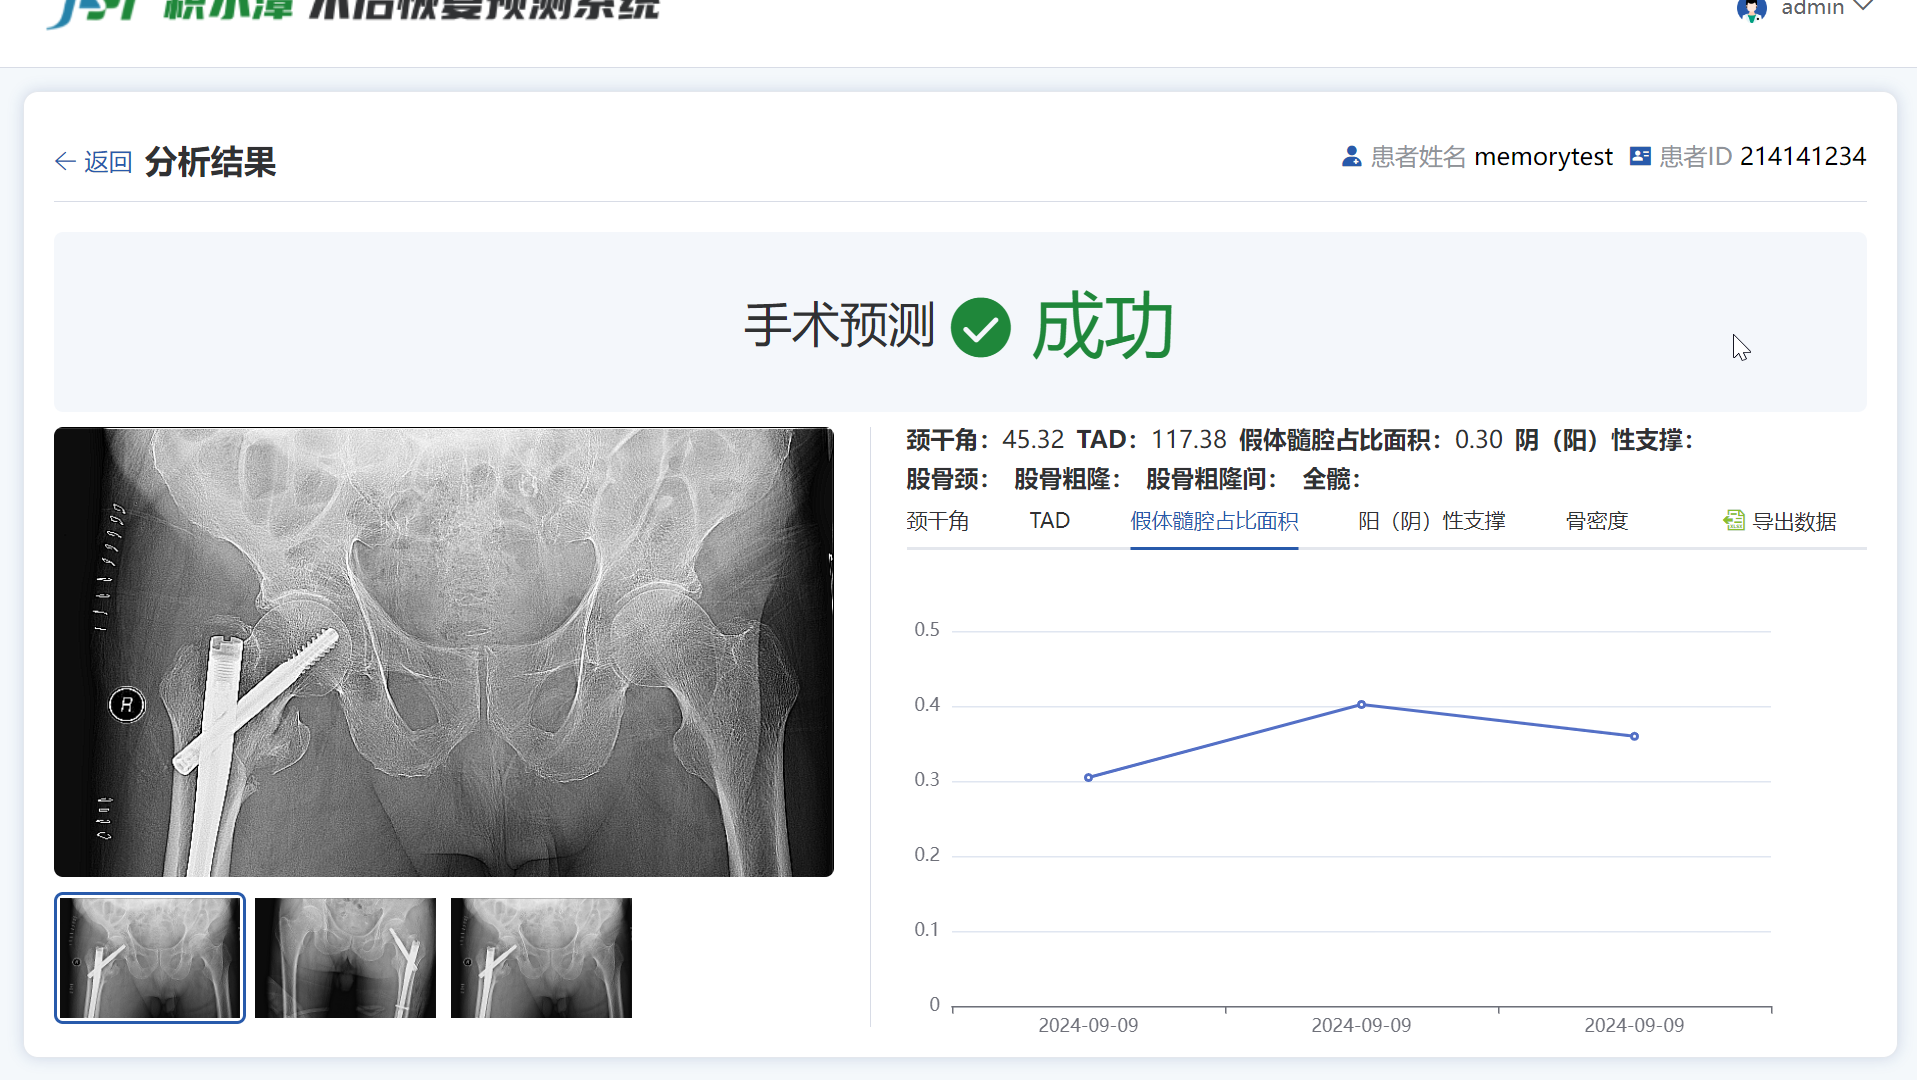 JST 积水潭 术后恢复预测系统
admin
返回 分析结果
患者姓名 memorytest 患者ID 214141234
手术预测 成功
颈干角：45.32 TAD：117.38 假体髓腔占比面积：0.30 阴（阳）性支撑：
股骨颈： 股骨粗隆： 股骨粗隆间： 全髋：
颈干角 TAD 假体髓腔占比面积 阳（阴）性支撑 骨密度 导出数据
R
0.5
0.4
0.3
0.2
0.1
0
2024-09-09 2024-09-09 2024-09-09